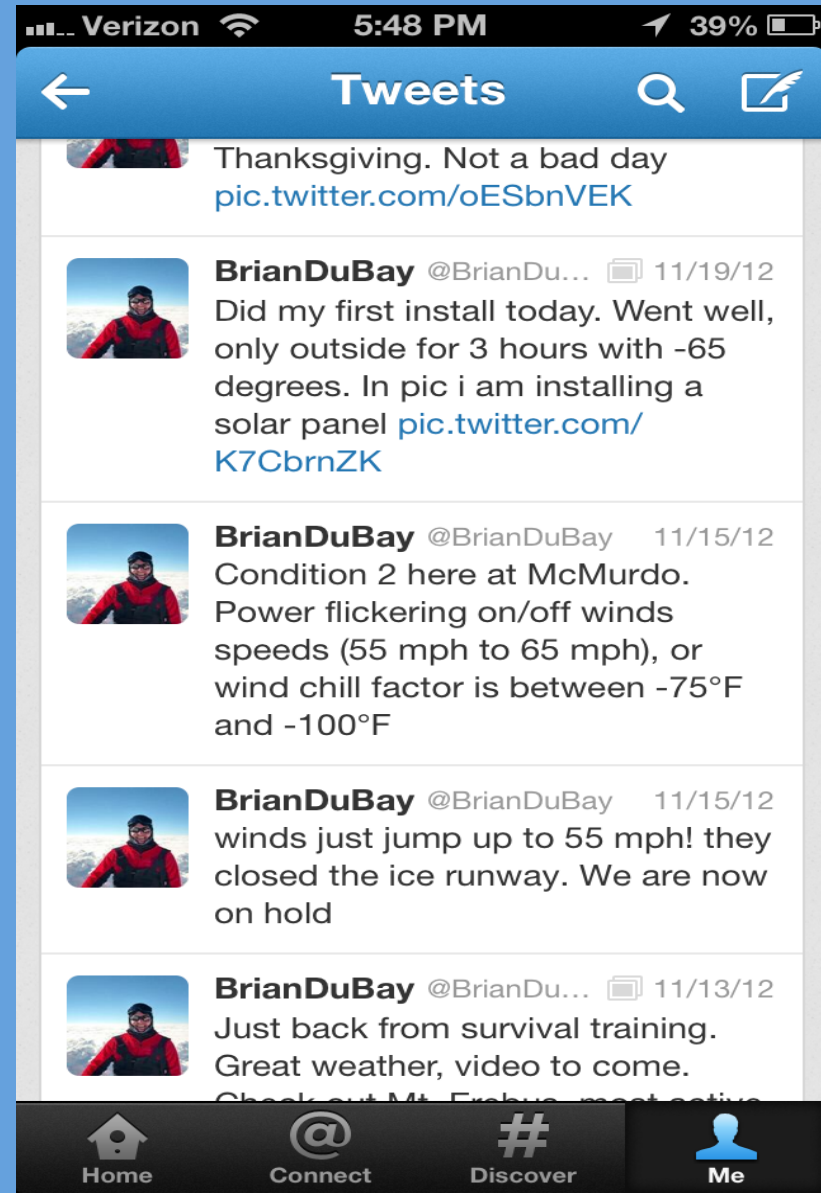 Verizon 5:48 PM 39%
Tweets
Thanksgiving. Not a bad day
pic.twitter.com/oESbnVEK
BrianDuBay @BrianDu... 11/19/12
Did my first install today. Went well,
only outside for 3 hours with -65
degrees. In pic i am installing a
solar panel pic.twitter.com/
K7CbrnZK
BrianDuBay @BrianDuBay 11/15/12
Condition 2 here at McMurdo.
Power flickering on/off winds
speeds (55 mph to 65 mph), or
wind chill factor is between -75°F
and -100°F
BrianDuBay @BrianDuBay 11/15/12
winds just jump up to 55 mph! they
closed the ice runway. We are now
on hold
BrianDuBay @BrianDu... 11/13/12
Just back from survival training.
Great weather, video to come.
Check out Mt. Erebus, most active
Home Connect Discover Me